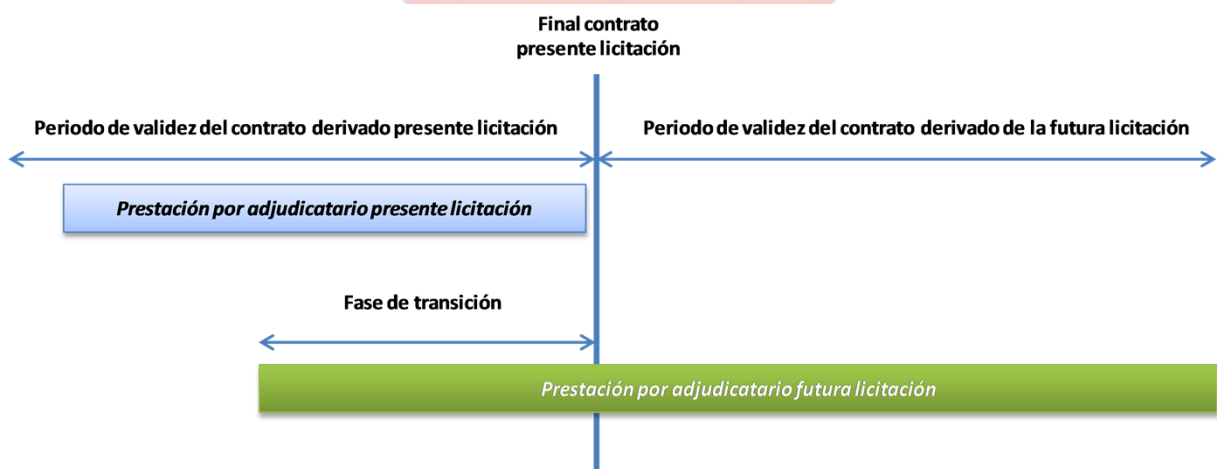 Final contrato
presente licitación
Periodo de validez del contrato derivado presente licitación
Periodo de validez del contrato derivado de la futura licitación
Prestación por adjudicatario presente licitación
Fase de transición
Prestación por adjudicatario futura licitación